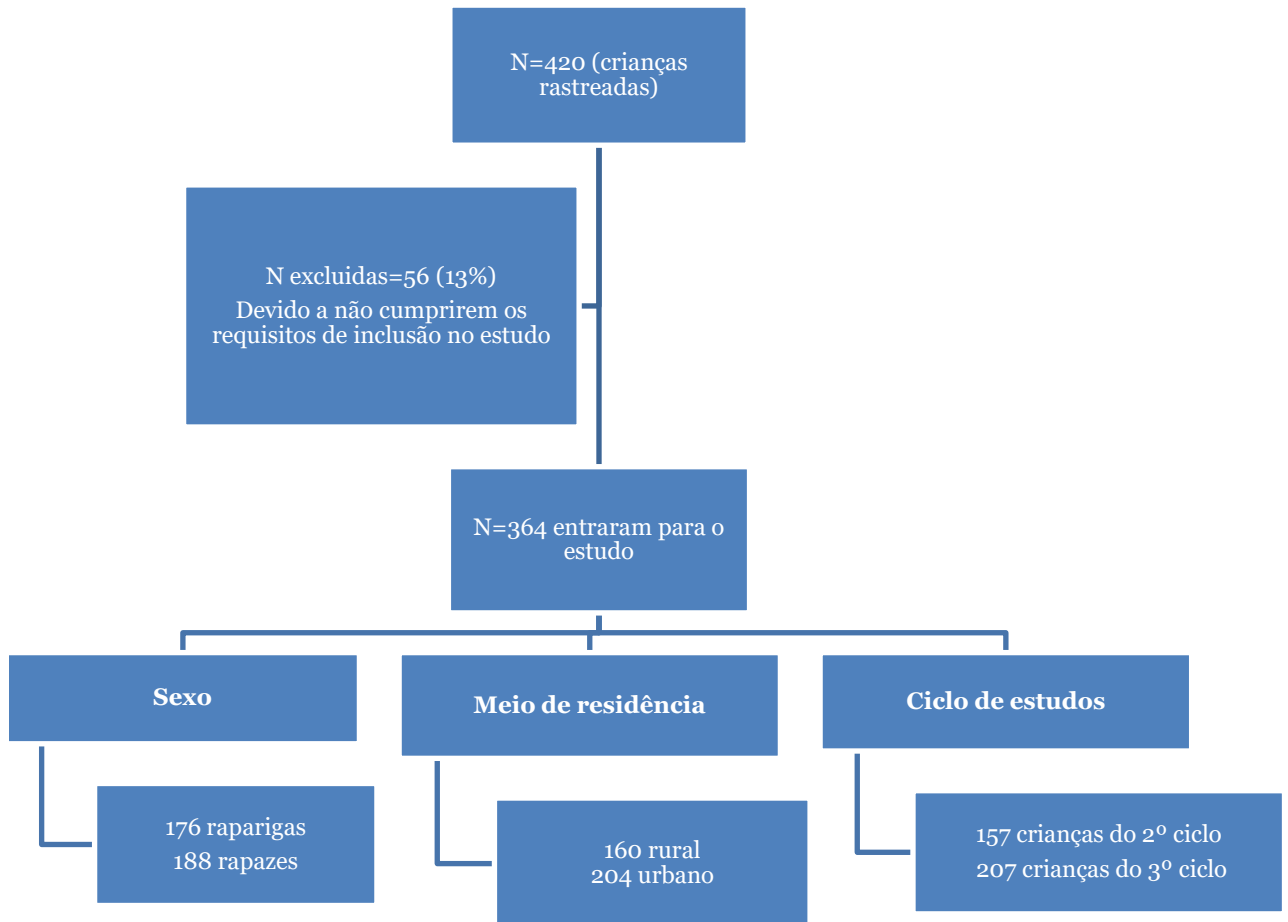 N=420 (crianças
rastreadas)
N excluidas=56 (13%)
Devido a não cumprirem os
requisitos de inclusão no estudo
N=364 entraram para o
estudo
Sexo
Meio de residência
Ciclo de estudos
176 raparigas
188 rapazes
160 rural
204 urbano
157 crianças do 2º ciclo
207 crianças do 3º ciclo